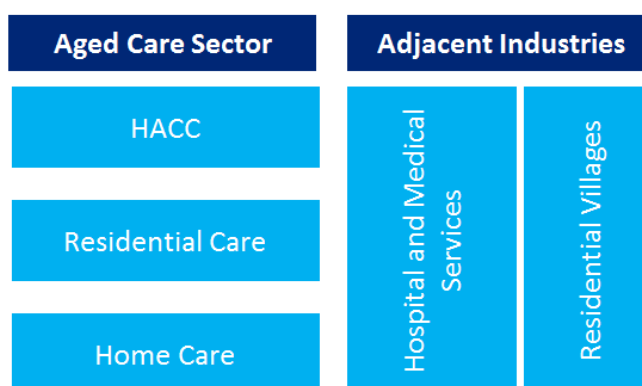 Aged Care Sector
Adjacent Industries
HACC
Residential Care
Home Care
Hospital and Medical
Services
Residential Villages